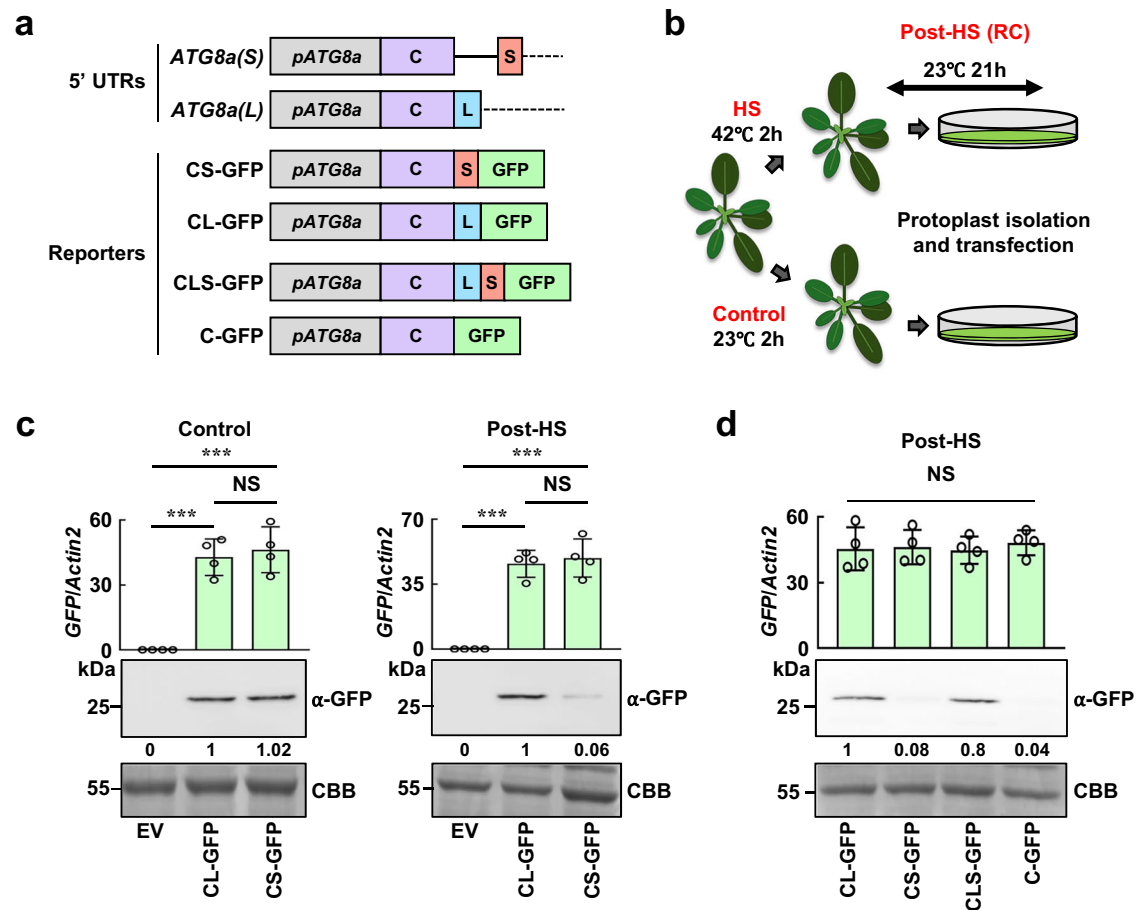 a
5' UTRs
ATG8a(S) pATG8a C S
ATG8a(L) pATG8a C L
Reporters
CS-GFP pATG8a C S GFP
CL-GFP pATG8a C L GFP
CLS-GFP pATG8a C L S GFP
C-GFP pATG8a C GFP
b
Post-HS (RC)
23℃ 21h
HS
42℃ 2h
Protoplast isolation
and transfection
Control
23℃ 2h
c
Control
***
NS
***
60
30
0
GFP/Actin2
kDa
25
α-GFP
0 1 1.02
55
CBB
EV CL-GFP CS-GFP
Post-HS
***
NS
***
70
35
0
GFP/Actin2
kDa
25
α-GFP
0 1 0.06
55
CBB
EV CL-GFP CS-GFP
d
Post-HS
NS
60
30
0
GFP/Actin2
kDa
25
α-GFP
1 0.08 0.8 0.04
55
CBB
CL-GFP CS-GFP CLS-GFP C-GFP